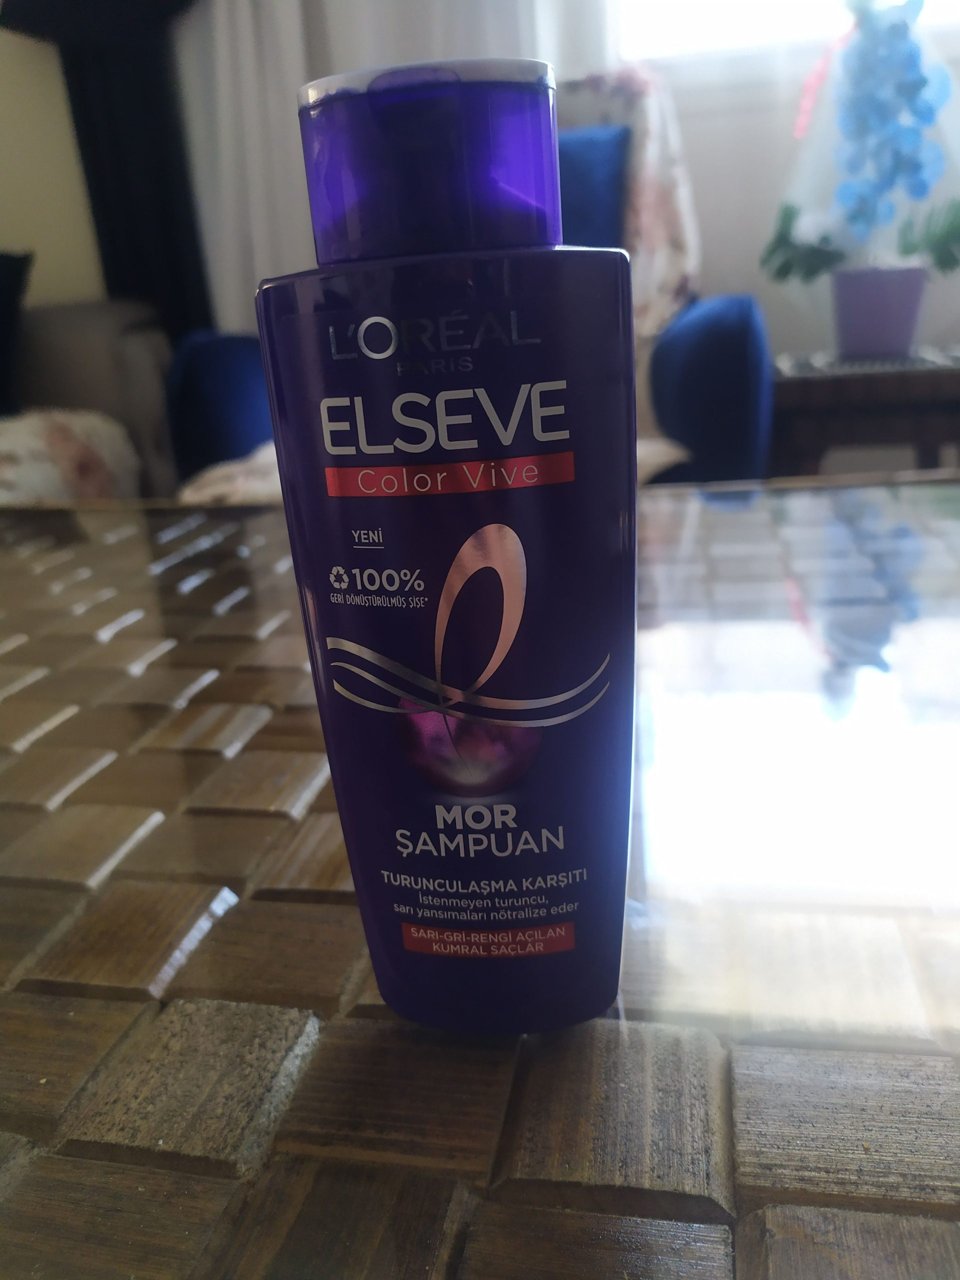 L'ORÉAL
PARIS
ELSEVE
Color Vive
YENİ
100%
GERİ DÖNÜŞTÜRÜLMÜŞ ŞİŞE*
MOR
ŞAMPUAN
TURUNCULAŞMA KARŞITI
İstenmeyen turuncu,
sarı yansımaları nötralize eder
SARI-GRİ-RENGİ AÇILAN
KUMRAL SAÇLAR